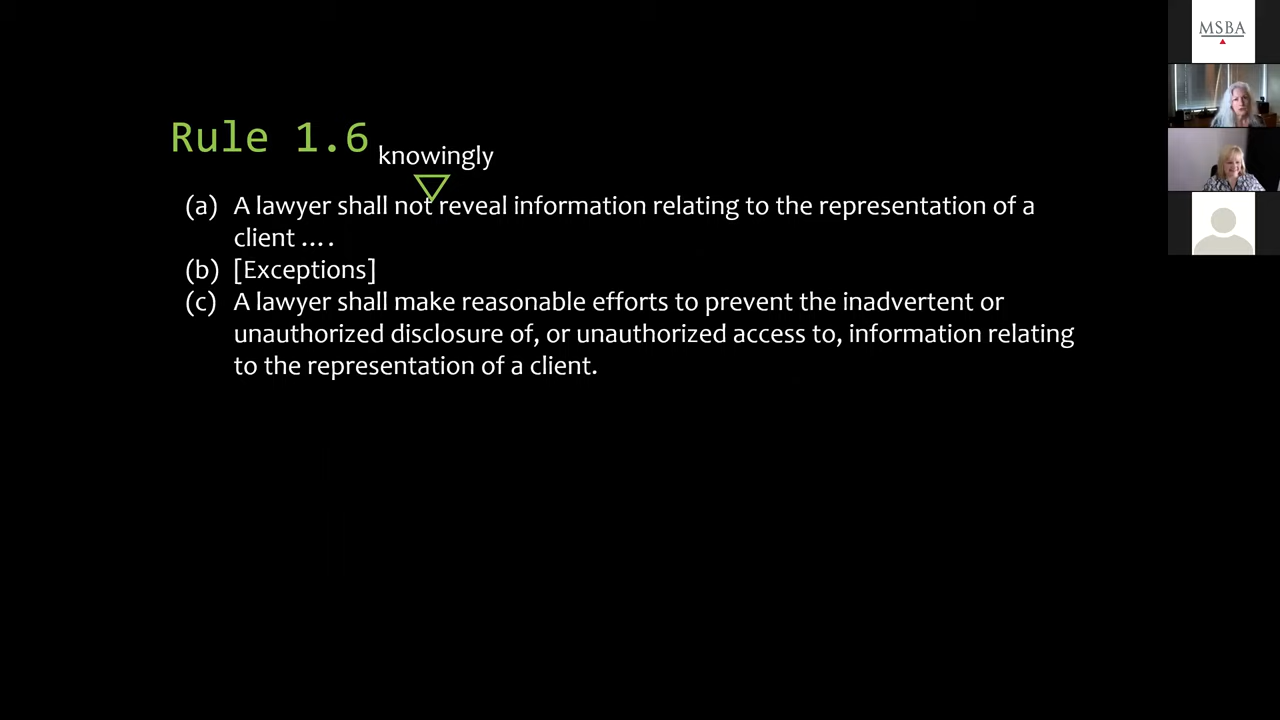 MSBA
Rule 1.6
knowingly
(a) A lawyer shall not reveal information relating to the representation of a
client ....
(b) [Exceptions]
(c) A lawyer shall make reasonable efforts to prevent the inadvertent or
unauthorized disclosure of, or unauthorized access to, information relating
to the representation of a client.